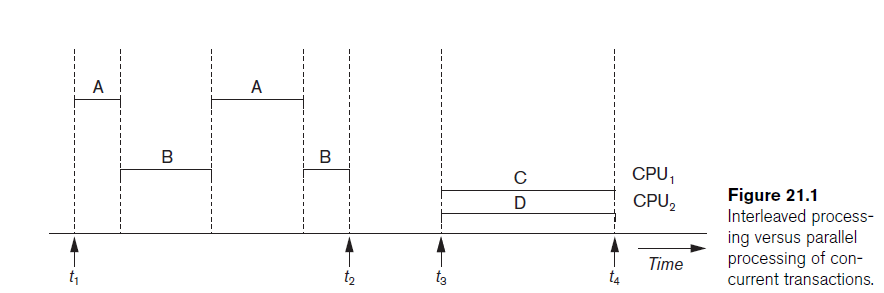 A
A
B
B
C
CPU₁
D
CPU₂
t₁
t₂
t₃
t₄
Time
Figure 21.1
Interleaved process-
ing versus parallel
processing of con-
current transactions.